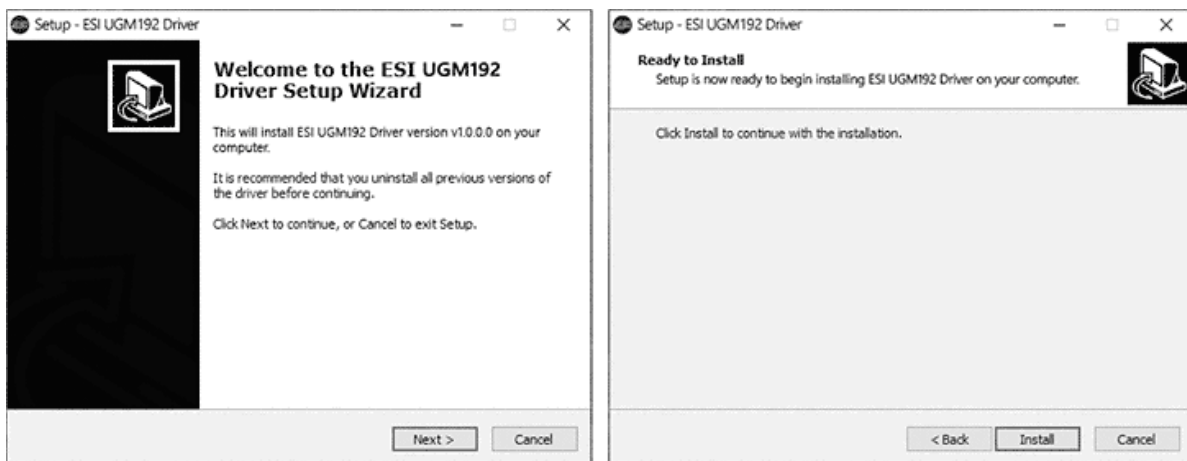 Setup - ESI UGM192 Driver
Welcome to the ESI UGM192
Driver Setup Wizard
This will install ESI UGM192 Driver version v1.0.0.0 on your
computer.
It is recommended that you uninstall all previous versions of
the driver before continuing.
Click Next to continue, or Cancel to exit Setup.
Next >
Cancel
Setup - ESI UGM192 Driver
Ready to Install
Setup is now ready to begin installing ESI UGM192 Driver on your computer.
Click Install to continue with the installation.
< Back
Install
Cancel